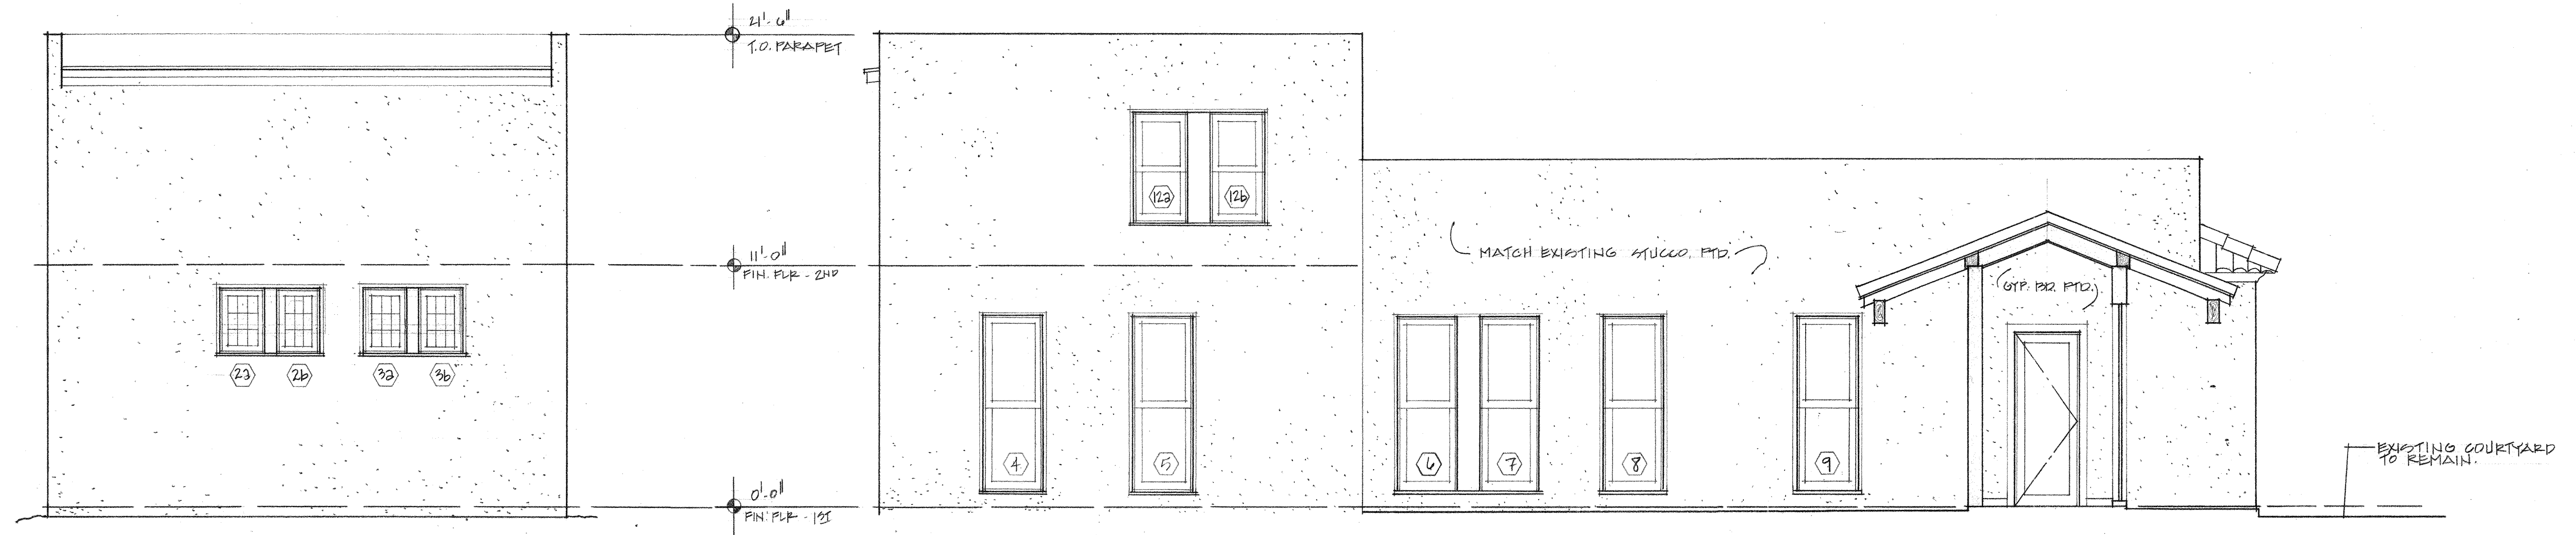 21'-6"
T.O. PARAPET
12a
12b
MATCH EXISTING STUCCO, PTD.
11'-0"
FIN. FLR - 2ND
GYP. BD. PTD.
2a
2b
3a
3b
4
5
6
7
8
9
EXISTING COURTYARD
TO REMAIN.
0'-0"
FIN. FLR - 1ST